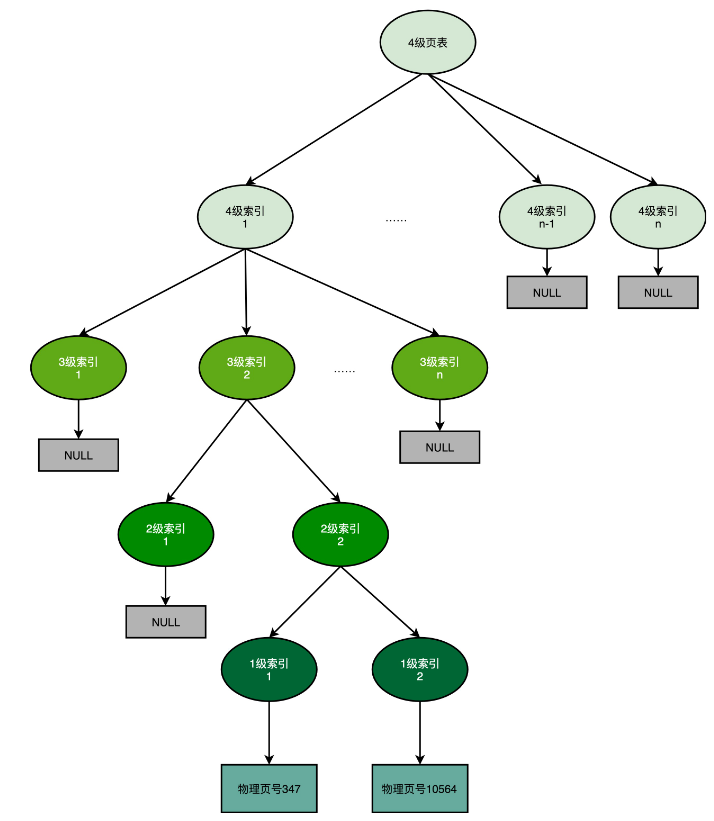 4级页表
4级索引
1
......
4级索引
n-1
4级索引
n
NULL
NULL
3级索引
1
3级索引
2
......
3级索引
n
NULL
NULL
2级索引
1
2级索引
2
NULL
1级索引
1
1级索引
2
物理页号347
物理页号10564